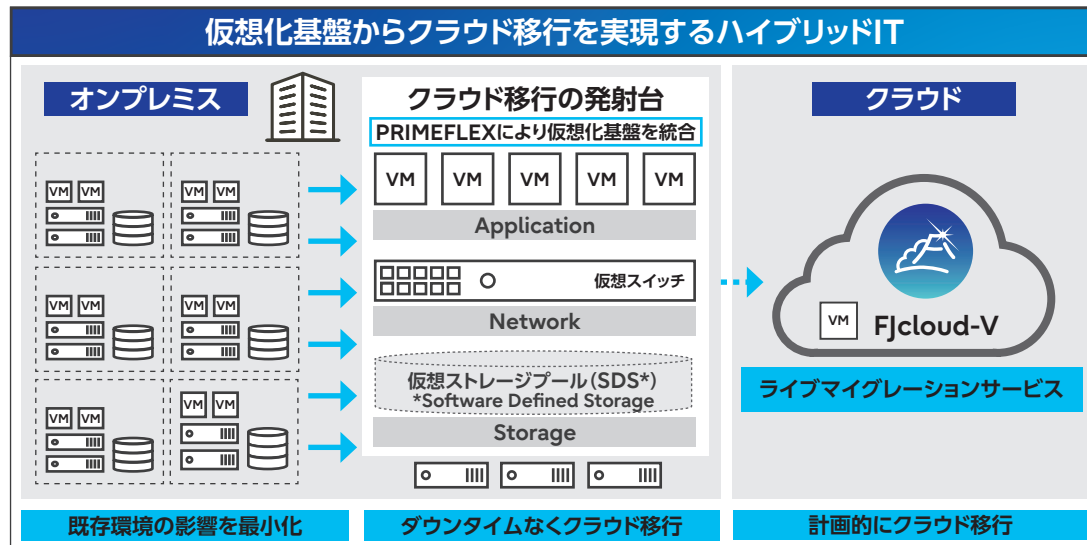 仮想化基盤からクラウド移行を実現するハイブリッドIT
オンプレミス
VM VM
VM VM
VM VM
VM VM
VM VM
VM VM
既存環境の影響を最小化
クラウド移行の発射台
PRIMEFLEXにより仮想化基盤を統合
VM VM VM VM VM
Application
仮想スイッチ
Network
仮想ストレージプール(SDS*)
*Software Defined Storage
Storage
ダウンタイムなくクラウド移行
クラウド
VM FJcloud-V
ライブマイグレーションサービス
計画的にクラウド移行